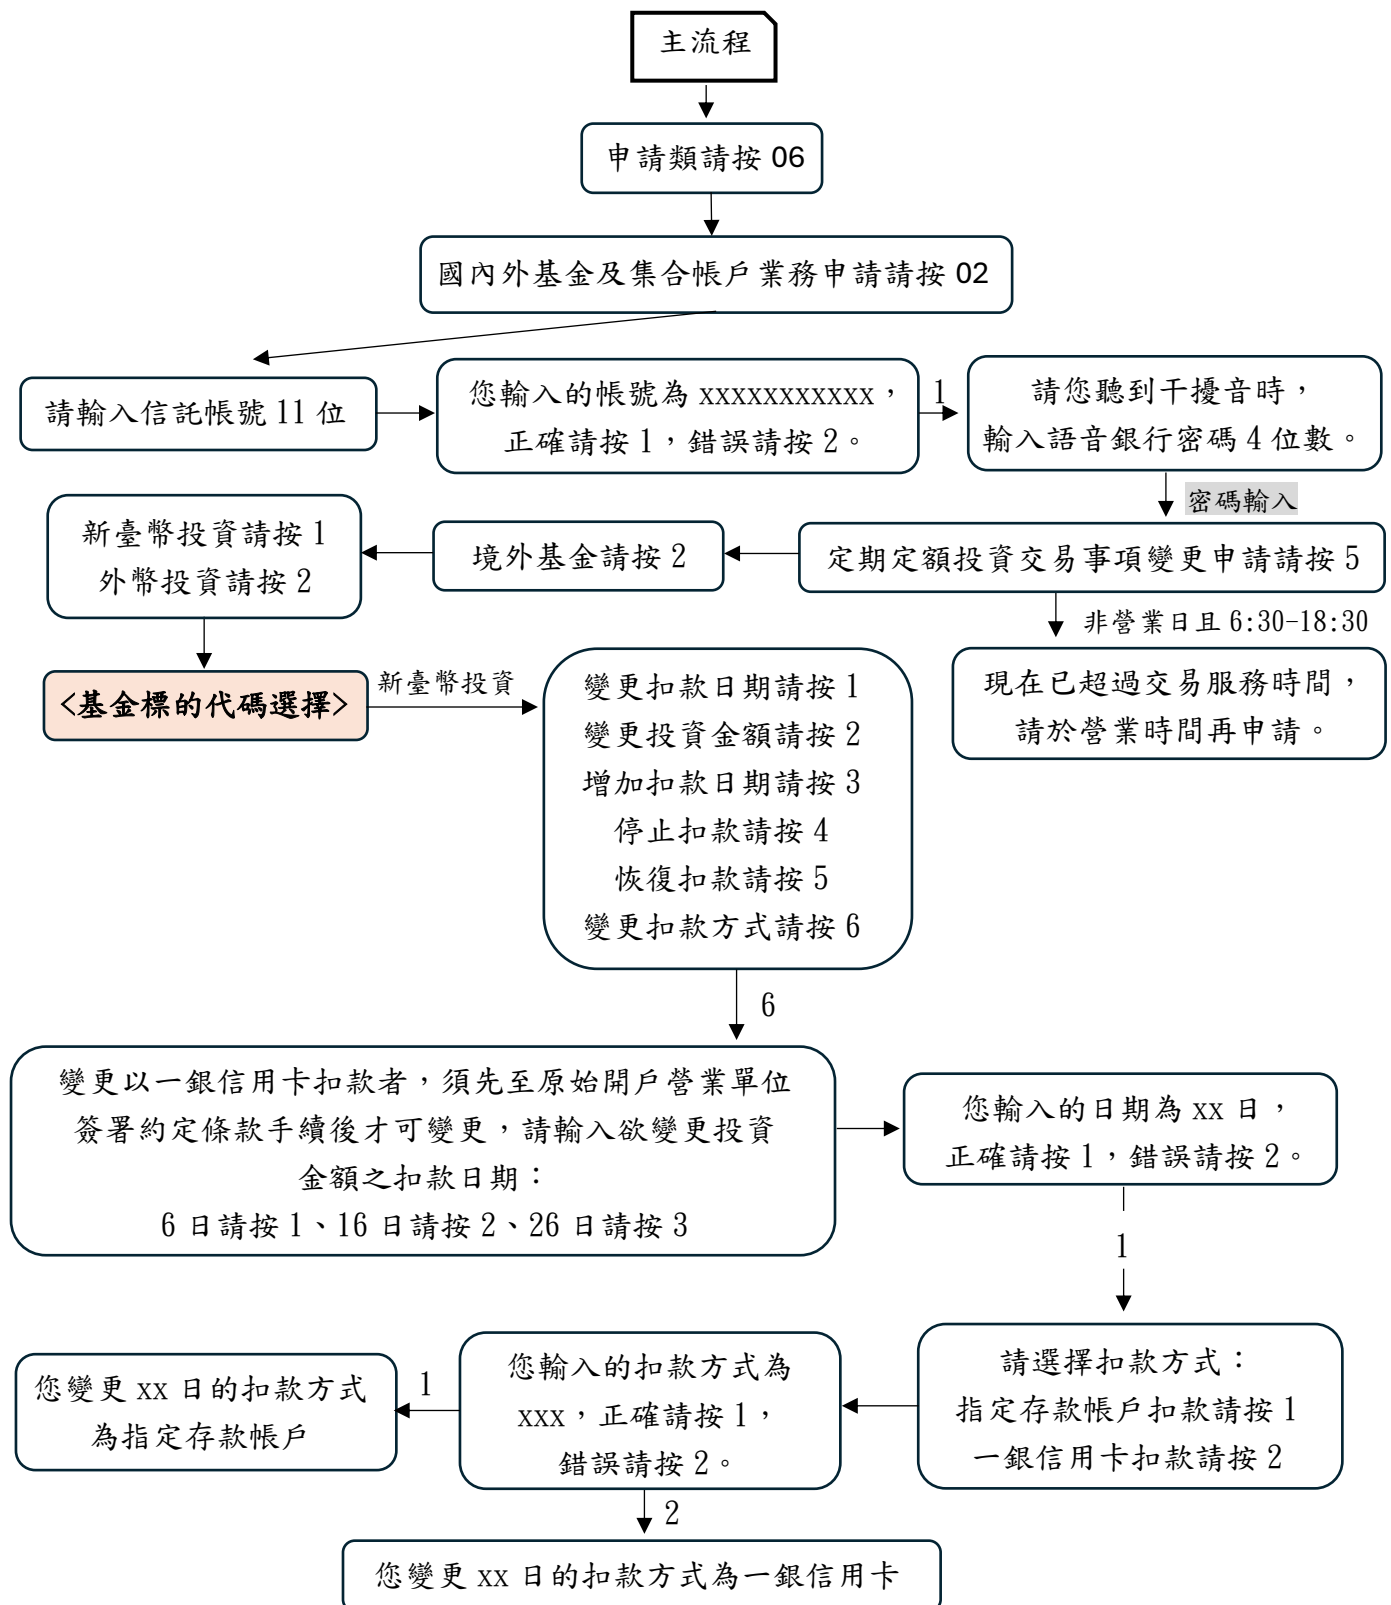 主流程
申請類請按 06
國內外基金及集合帳戶業務申請請按 02
請輸入信託帳號 11 位
您輸入的帳號為 xxxxxxxxxxx，
正確請按 1，錯誤請按 2。
1
請您聽到干擾音時，
輸入語音銀行密碼 4 位數。
密碼輸入
定期定額投資交易事項變更申請請按 5
境外基金請按 2
新臺幣投資請按 1
外幣投資請按 2
非營業日且 6:30-18:30
現在已超過交易服務時間，
請於營業時間再申請。
<基金標的代碼選擇>
新臺幣投資
變更扣款日期請按 1
變更投資金額請按 2
增加扣款日期請按 3
停止扣款請按 4
恢復扣款請按 5
變更扣款方式請按 6
6
變更以一銀信用卡扣款者，須先至原始開戶營業單位
簽署約定條款手續後才可變更，請輸入欲變更投資
金額之扣款日期：
6 日請按 1、16 日請按 2、26 日請按 3
您輸入的日期為 xx 日，
正確請按 1，錯誤請按 2。
1
請選擇扣款方式：
指定存款帳戶扣款請按 1
一銀信用卡扣款請按 2
您輸入的扣款方式為
xxx，正確請按 1，
錯誤請按 2。
1
您變更 xx 日的扣款方式
為指定存款帳戶
2
您變更 xx 日的扣款方式為一銀信用卡